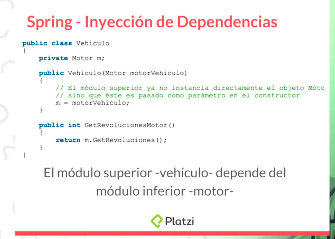 Spring - Inyección de Dependencias
public class Vehiculo
{
private Motor m;
public Vehiculo(Motor motorVehiculo)
{
// El módulo superior ya no instancia directamente el objeto Moto
// sino que éste es pasado como parámetro en el constructor
m = motorVehiculo;
}
public int GetRevolucionesMotor()
{
return m.GetRevoluciones();
}
}
El módulo superior -vehículo- depende del
módulo inferior -motor-
Platzi